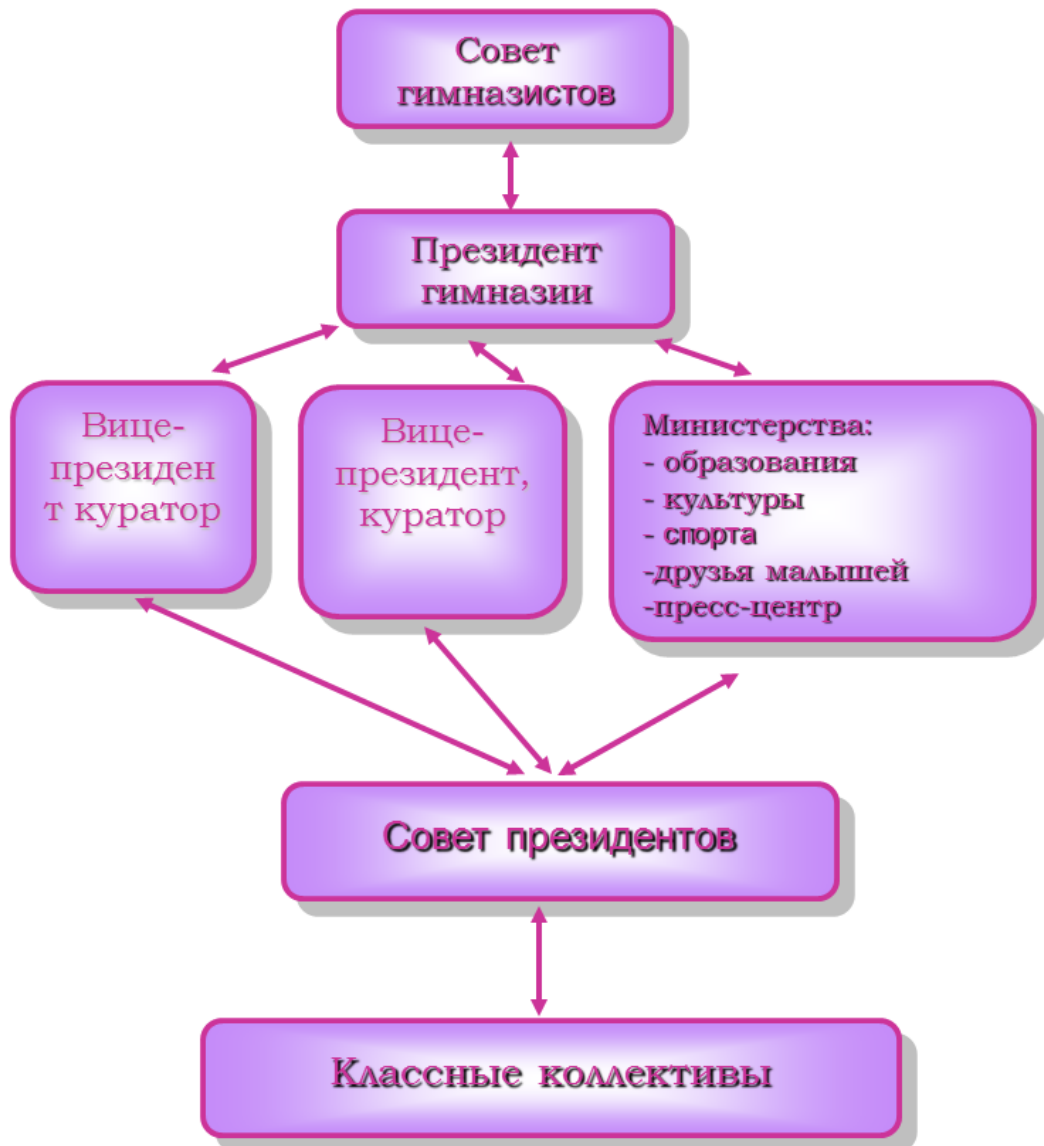 Совет
гимназистов
Президент
гимназии
Вице-
президен
т куратор
Вице-
президент,
куратор
Министерства:
- образования
- культуры
- спорта
-друзья малышей
-пресс-центр
Совет президентов
Классные коллективы